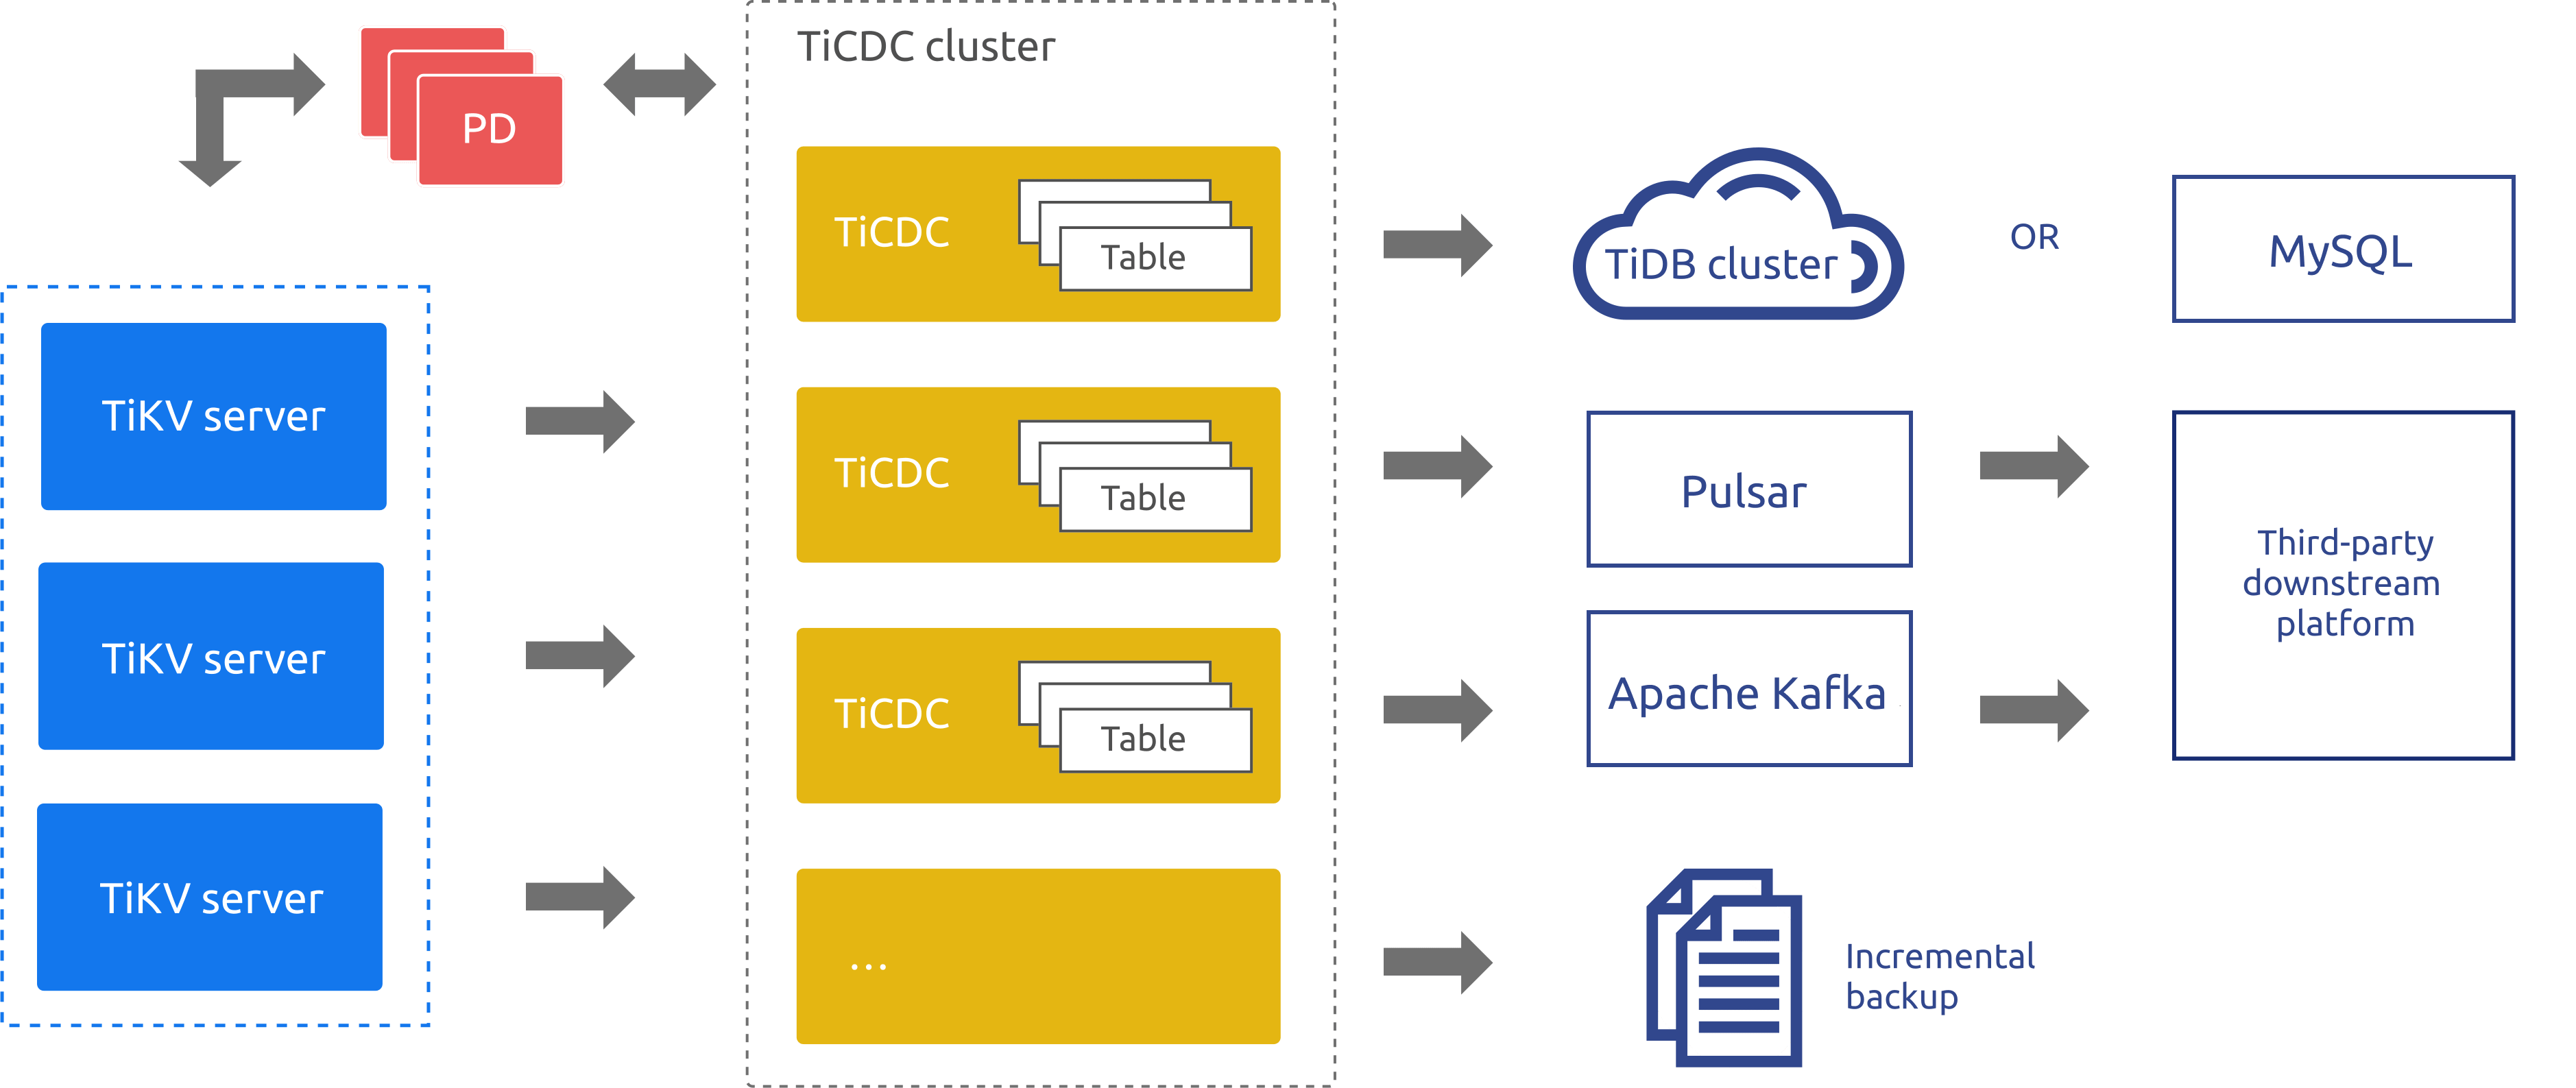 TiCDC cluster
PD
TiCDC
Table
TiDB cluster
OR
MySQL
TiKV server
TiCDC
Table
Pulsar
Third-party
downstream
platform
TiKV server
TiCDC
Table
Apache Kafka
TiKV server
...
Incremental
backup